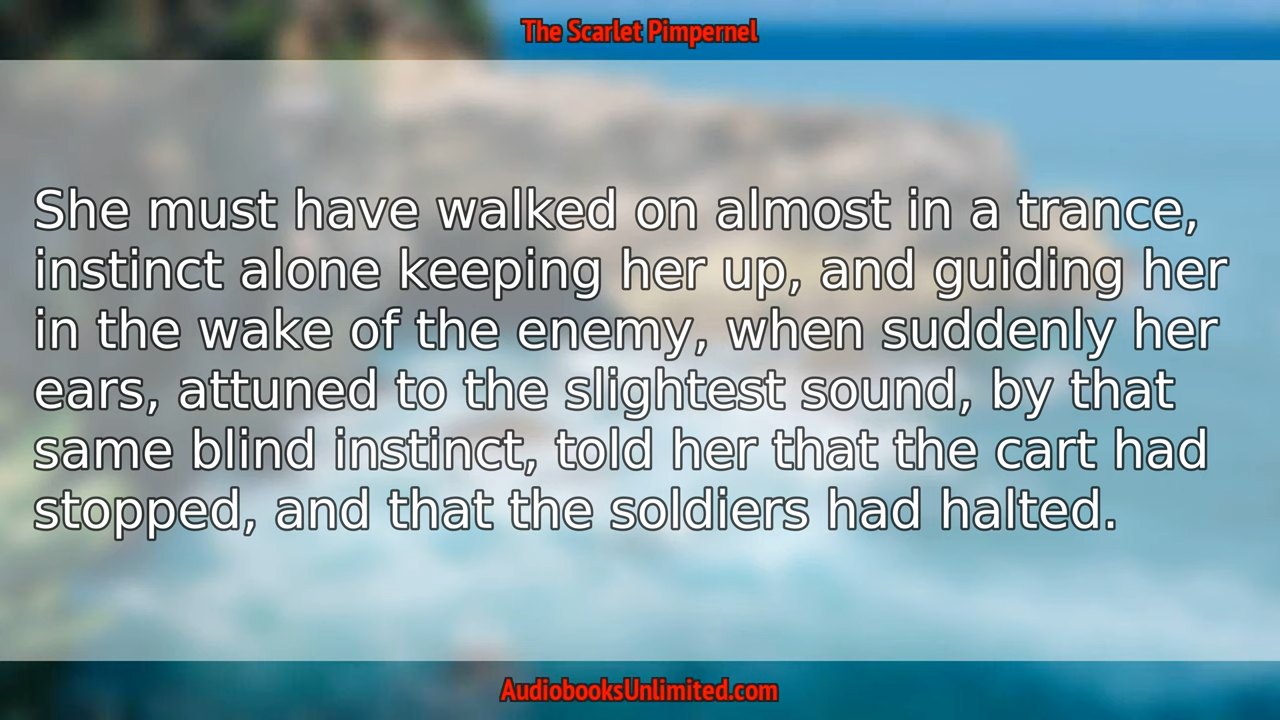 The Scarlet Pimpernel
She must have walked on almost in a trance,
instinct alone keeping her up, and guiding her
in the wake of the enemy, when suddenly her
ears, attuned to the slightest sound, by that
same blind instinct, told her that the cart had
stopped, and that the soldiers had halted.
AudiobooksUnlimited.com